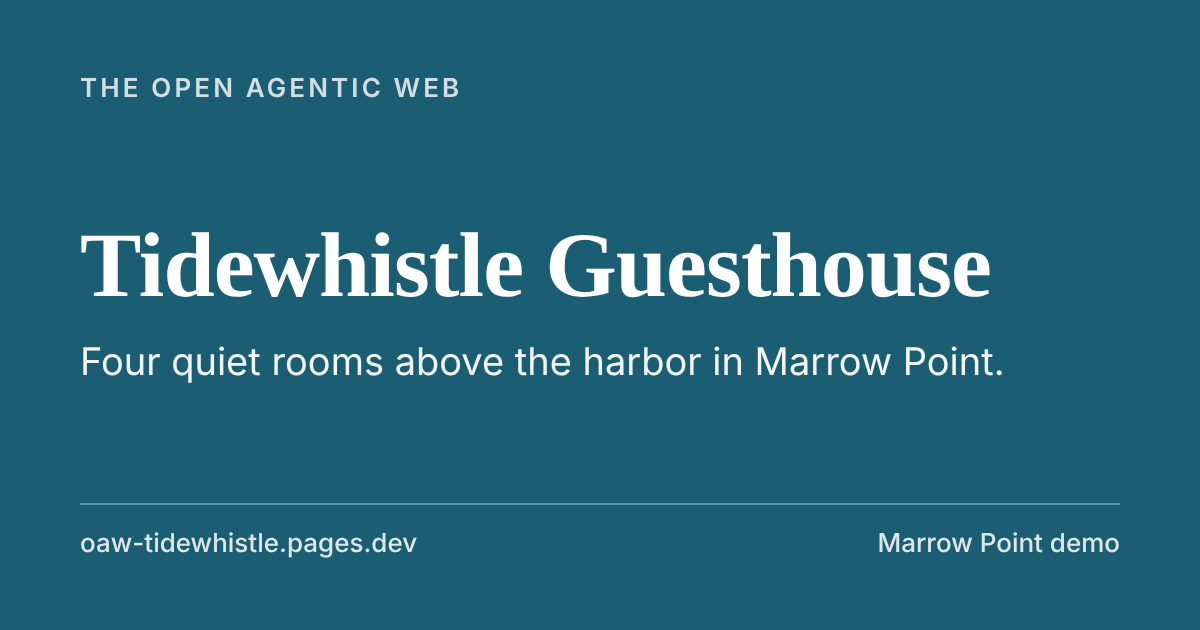 THE OPEN AGENTIC WEB
Tidewhistle Guesthouse
Four quiet rooms above the harbor in Marrow Point.
oaw-tidewhistle.pages.dev
Marrow Point demo